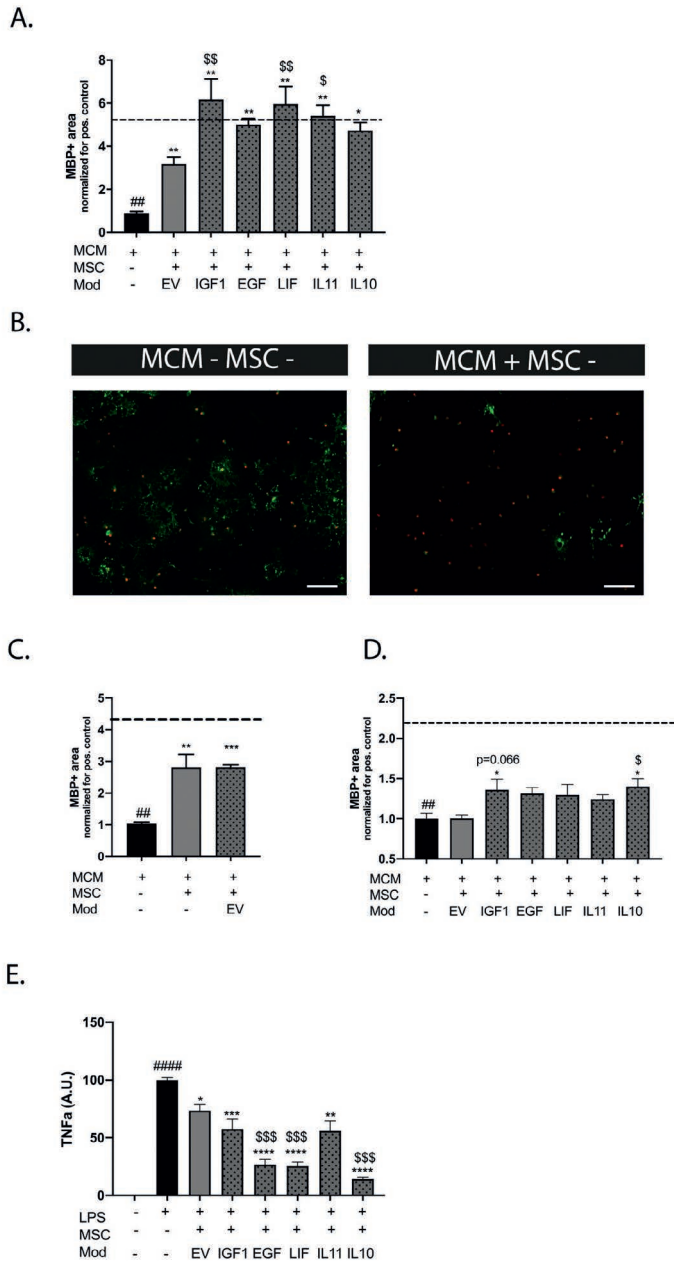 A.
MBP+ area
normalized for pos. control
8
6
4
2
0
##
**
$$
**
**
$$
**
$
**
*
MCM + + + + + + +
MSC - + + + + + +
Mod - EV IGF1 EGF LIF IL11 IL10
B.
MCM - MSC -
MCM + MSC -
C.
MBP+ area
normalized for pos. control
5
4
3
2
1
0
##
**
***
MCM + + +
MSC - + +
Mod - - EV
D.
MBP+ area
normalized for pos. control
2.5
2.0
1.5
1.0
0.5
##
p=0.066
*
$
*
MCM + + + + + + +
MSC - + + + + + +
Mod - EV IGF1 EGF LIF IL11 IL10
E.
TNFa (A.U.)
150
100
50
0
####
*
***
$$$
****
$$$
****
**
$$$
****
LPS - + + + + + + +
MSC - - + + + + + +
Mod - - EV IGF1 EGF LIF IL11 IL10